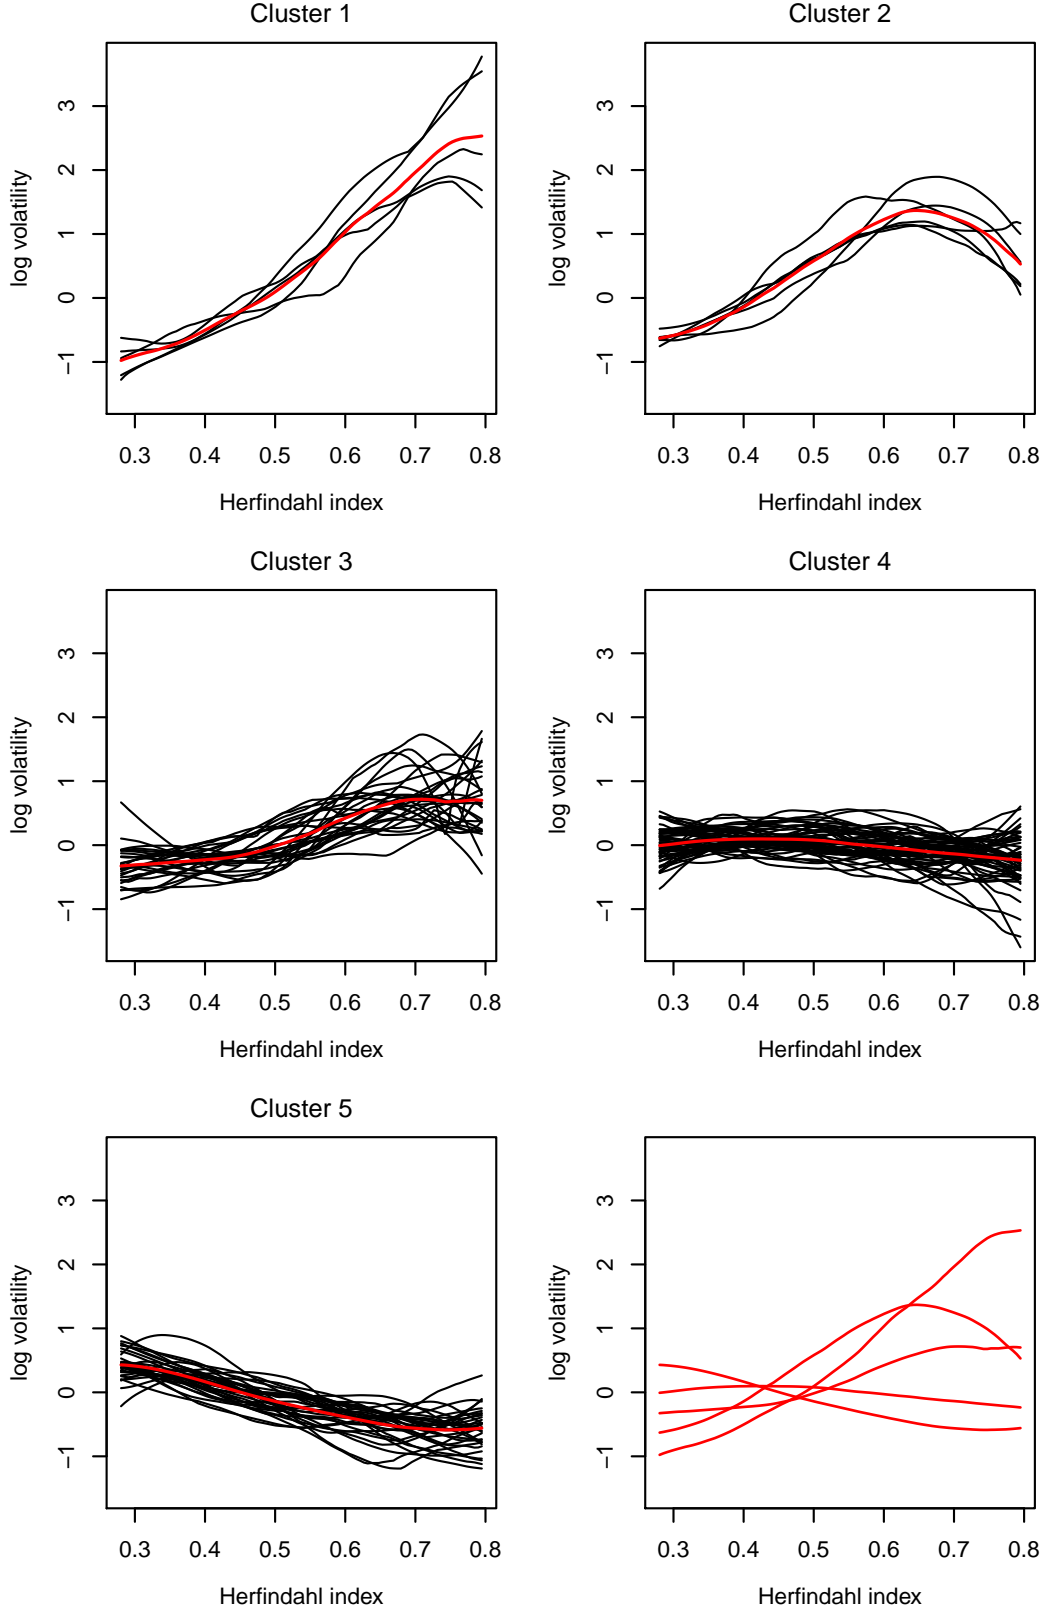 Cluster 1
log volatility
3
2
1
0
−1
0.3 0.4 0.5 0.6 0.7 0.8
Herfindahl index
Cluster 2
log volatility
3
2
1
0
−1
0.3 0.4 0.5 0.6 0.7 0.8
Herfindahl index
Cluster 3
log volatility
3
2
1
0
−1
0.3 0.4 0.5 0.6 0.7 0.8
Herfindahl index
Cluster 4
log volatility
3
2
1
0
−1
0.3 0.4 0.5 0.6 0.7 0.8
Herfindahl index
Cluster 5
log volatility
3
2
1
0
−1
0.3 0.4 0.5 0.6 0.7 0.8
Herfindahl index
log volatility
3
2
1
0
−1
0.3 0.4 0.5 0.6 0.7 0.8
Herfindahl index